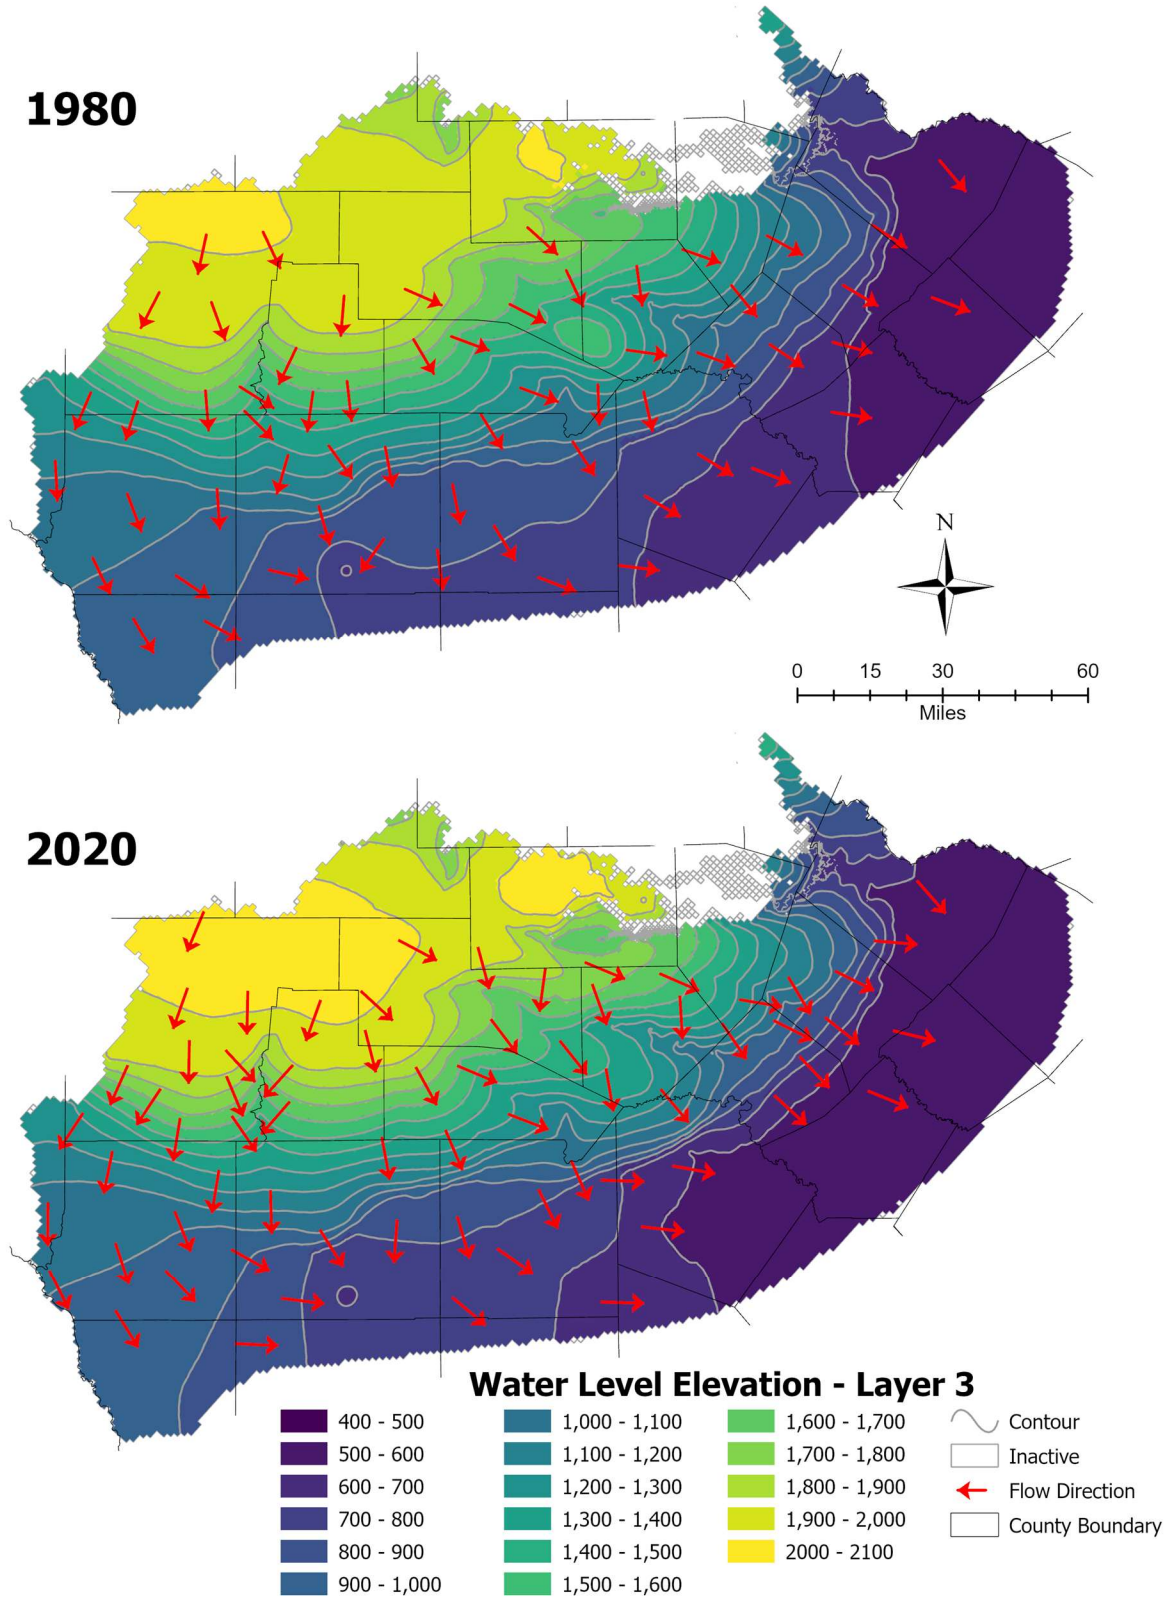 1980
N
0 15 30 60
Miles
2020
Water Level Elevation - Layer 3
400 - 500
500 - 600
600 - 700
700 - 800
800 - 900
900 - 1,000
1,000 - 1,100
1,100 - 1,200
1,200 - 1,300
1,300 - 1,400
1,400 - 1,500
1,500 - 1,600
1,600 - 1,700
1,700 - 1,800
1,800 - 1,900
1,900 - 2,000
2000 - 2100
Contour
Inactive
Flow Direction
County Boundary